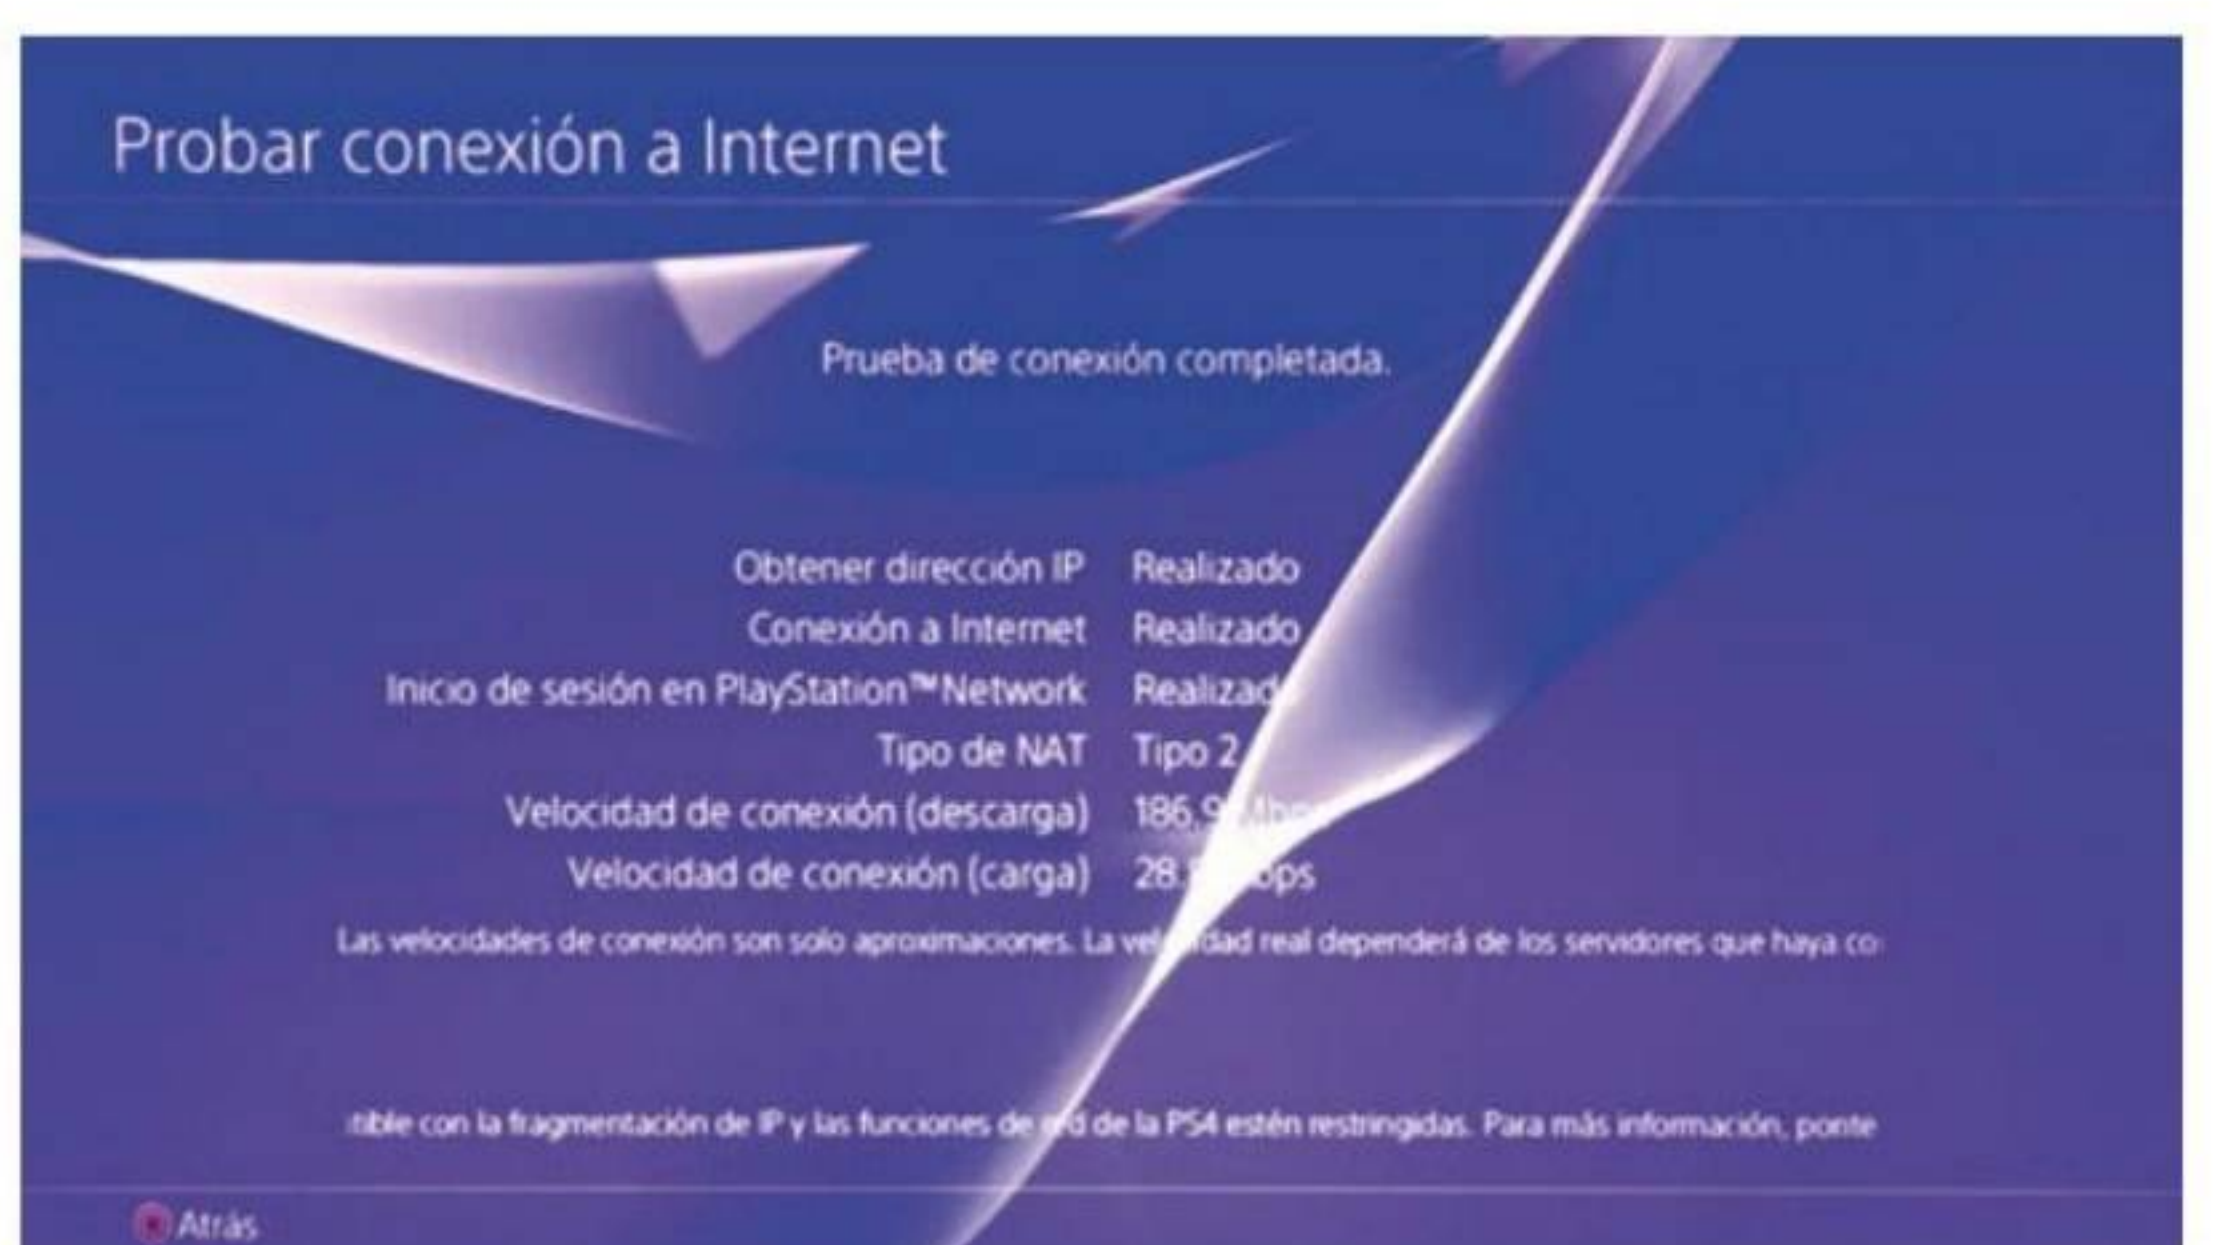 Probar conexión a Internet
Prueba de conexión completada.
Obtener dirección IP Realizado
Conexión a Internet Realizado
Inicio de sesión en PlayStation™Network
Tipo de NAT Tipo 2
Velocidad de conexión (descarga)
Velocidad de conexión (carga)
Las velocidades de conexión son solo aproximaciones. La real dependerá de los servidores que haya
con la fragmentación de IP y las funciones de de la PS4 estén restringidas. Para más información, ponte
Atrás